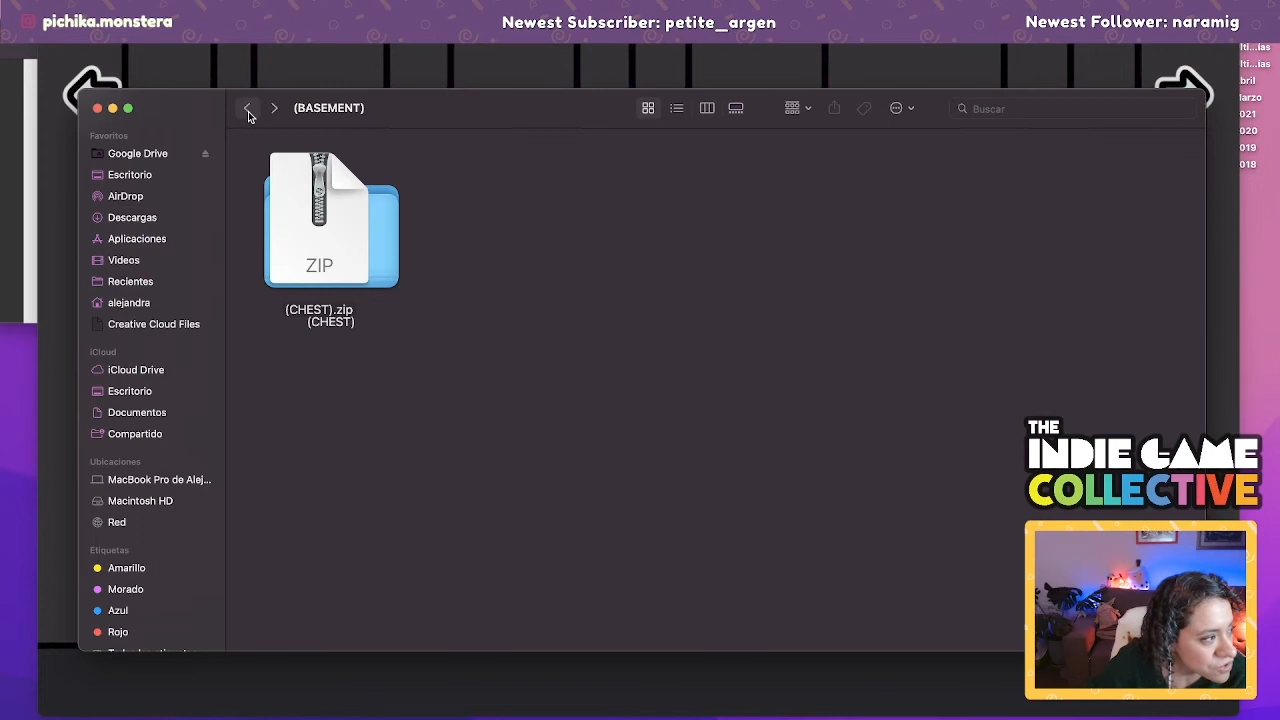 pichika.monstera
Newest Subscriber: petite__argen
Newest Follower: naramig
(BASEMENT)
Buscar
Favoritos
Google Drive
Escritorio
AirDrop
Descargas
Aplicaciones
Videos
Recientes
alejandra
Creative Cloud Files
iCloud
iCloud Drive
Escritorio
Documentos
Compartido
Ubicaciones
MacBook Pro de Alej...
Macintosh HD
Red
Etiquetas
Amarillo
Morado
Azul
Rojo
ZIP
(CHEST).zip
(CHEST)
THE
INDIE GAME
COLLECTIVE